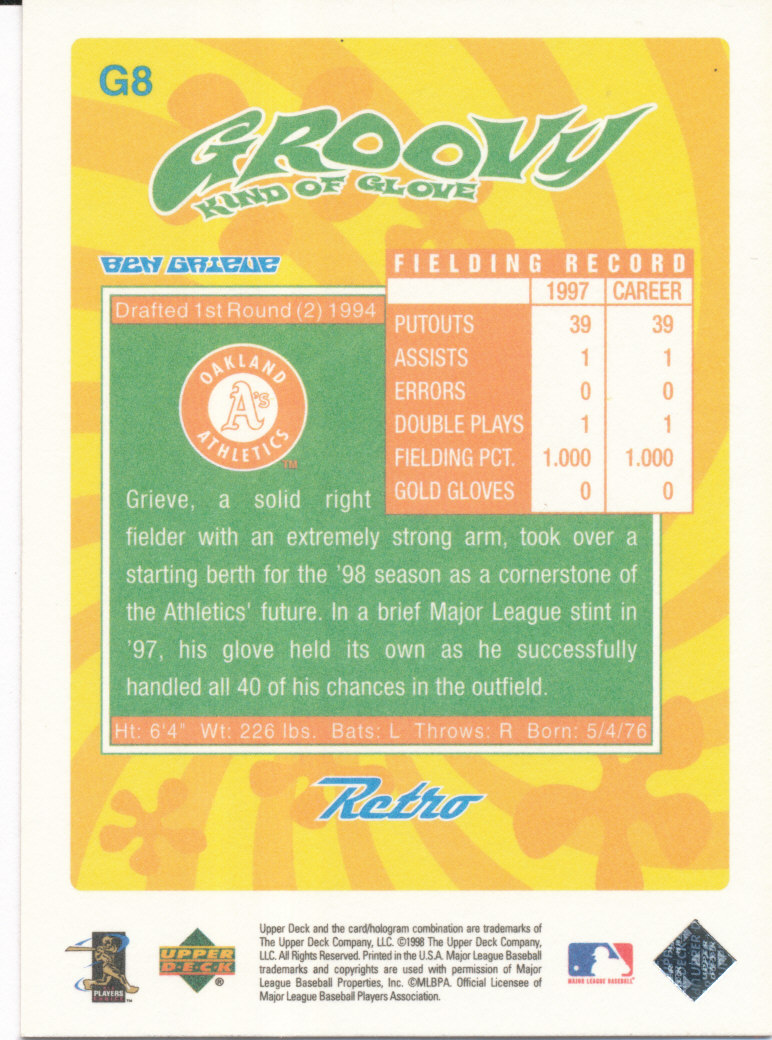 G8
GROOVY
KIND OF GLOVE
BEN GRIEVE
FIELDING RECORD
1997 CAREER
Drafted 1st Round (2) 1994
PUTOUTS 39 39
ASSISTS 1 1
ERRORS 0 0
DOUBLE PLAYS 1 1
FIELDING PCT. 1.000 1.000
GOLD GLOVES 0 0
OAKLAND
A's
ATHLETICS
TM
Grieve, a solid right
fielder with an extremely strong arm, took over a
starting berth for the '98 season as a cornerstone of
the Athletics' future. In a brief Major League stint in
'97, his glove held its own as he successfully
handled all 40 of his chances in the outfield.
Ht: 6'4" Wt: 226 lbs. Bats: L Throws: R Born: 5/4/76
Retro
Upper Deck and the card/hologram combination are trademarks of
The Upper Deck Company, LLC. ©1998 The Upper Deck Company,
LLC. All Rights Reserved. Printed in the U.S.A. Major League Baseball
trademarks and copyrights are used with permission of Major
League Baseball Properties, Inc. ©MLBPA. Official Licensee of
Major League Baseball Players Association.
PLAYERS
CHOICE
TM
UPPER
DECK
®
MAJOR LEAGUE BASEBALL
UPPER DECK